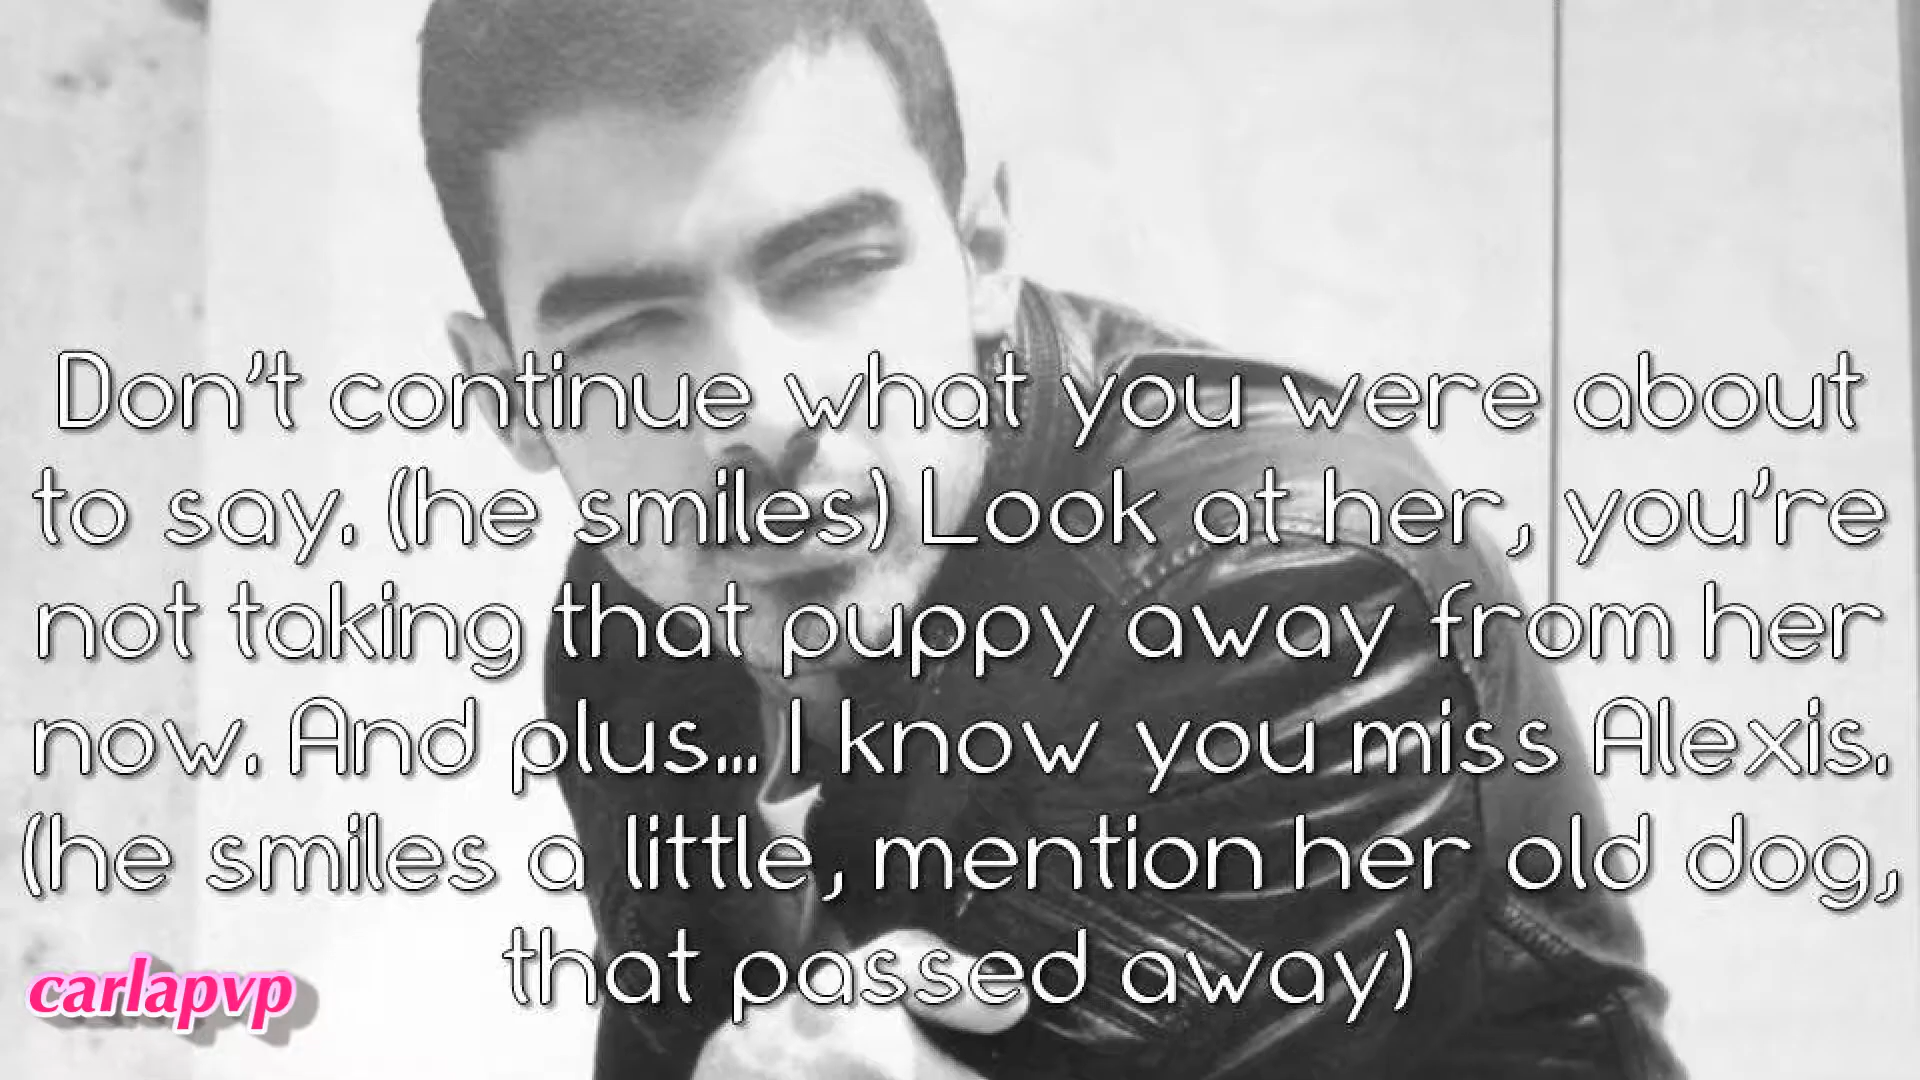 Don't continue what you were about
to say. (he smiles) Look at her, you're
not taking that puppy away from her
now. And plus... I know you miss Alexis.
(he smiles a little, mention her old dog,
that passed away)
carlapvp